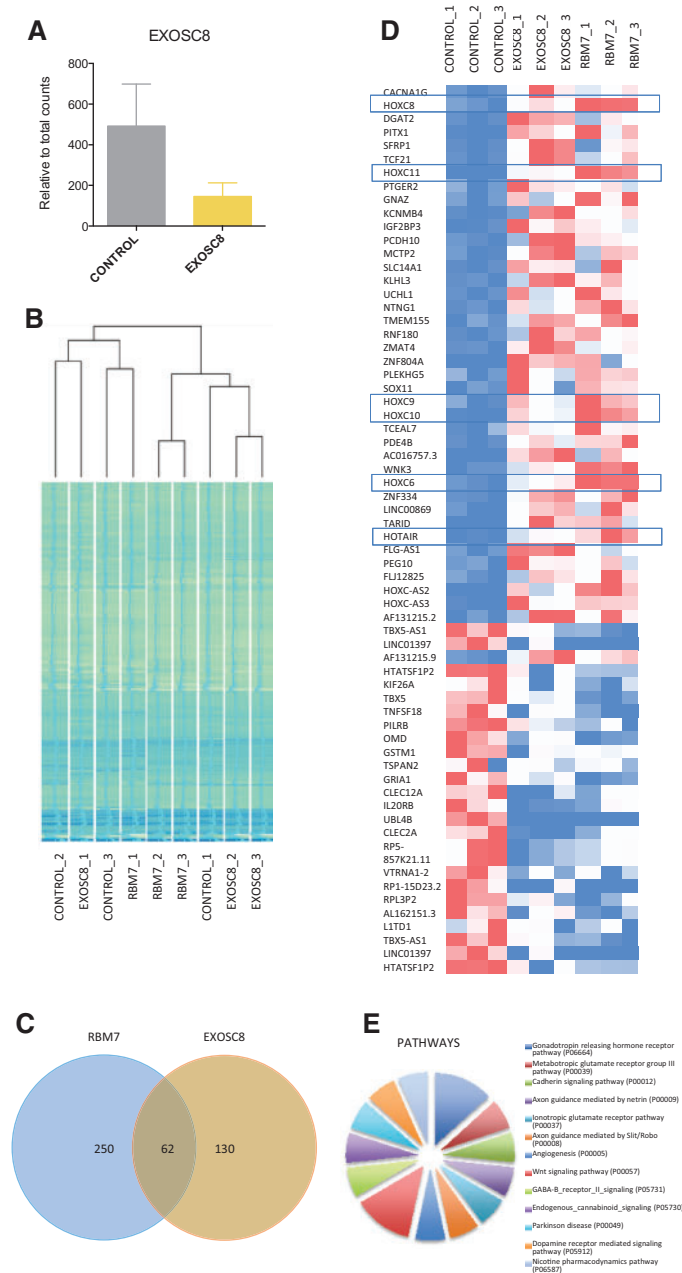 A
EXOSC8
Relative to total counts
800
600
400
200
0
CONTROL
EXOSC8
B
CONTROL_2
EXOSC8_1
CONTROL_3
RBM7_1
RBM7_2
RBM7_3
CONTROL_1
EXOSC8_2
EXOSC8_3
C
RBM7
EXOSC8
250
62
130
D
CONTROL_1
CONTROL_2
CONTROL_3
EXOSC8_1
EXOSC8_2
EXOSC8_3
RBM7_1
RBM7_2
RBM7_3
CACNA1G
HOXC8
DGAT2
PITX1
SFRP1
TCF21
HOXC11
PTGER2
GNAZ
KCNMB4
IGF2BP3
PCDH10
MCTP2
SLC14A1
KLHL3
UCHL1
NTNG1
TMEM155
RNF180
ZMAT4
ZNF804A
PLEKHG5
SOX11
HOXC9
HOXC10
TCEAL7
PDE4B
AC016757.3
WNK3
HOXC6
ZNF334
LINC00869
TARID
HOTAIR
FLG-AS1
PEG10
FLJ12825
HOXC-AS2
HOXC-AS3
AF131215.2
TBX5-AS1
LINC01397
AF131215.9
HTATSF1P2
KIF26A
TBX5
TNFSF18
PILRB
OMD
GSTM1
TSPAN2
GRIA1
CLEC12A
IL20RB
UBL4B
CLEC2A
RP5-
857K21.11
VTRNA1-2
RP1-15D23.2
RPL3P2
AL162151.3
L1TD1
TBX5-AS1
LINC01397
HTATSF1P2
E
PATHWAYS
Gonadotropin releasing hormone receptor
pathway (P06664)
Metabotropic glutamate receptor group III
pathway (P00039)
Cadherin signaling pathway (P00012)
Axon guidance mediated by netrin (P00009)
Ionotropic glutamate receptor pathway
(P00037)
Axon guidance mediated by Slit/Robo
(P00008)
Angiogenesis (P00005)
Wnt signaling pathway (P00057)
GABA-B_receptor_II_signaling (P05731)
Endogenous_cannabinoid_signaling (P05730)
Parkinson disease (P00049)
Dopamine receptor mediated signaling
pathway (P05912)
Nicotine pharmacodynamics pathway
(P06587)